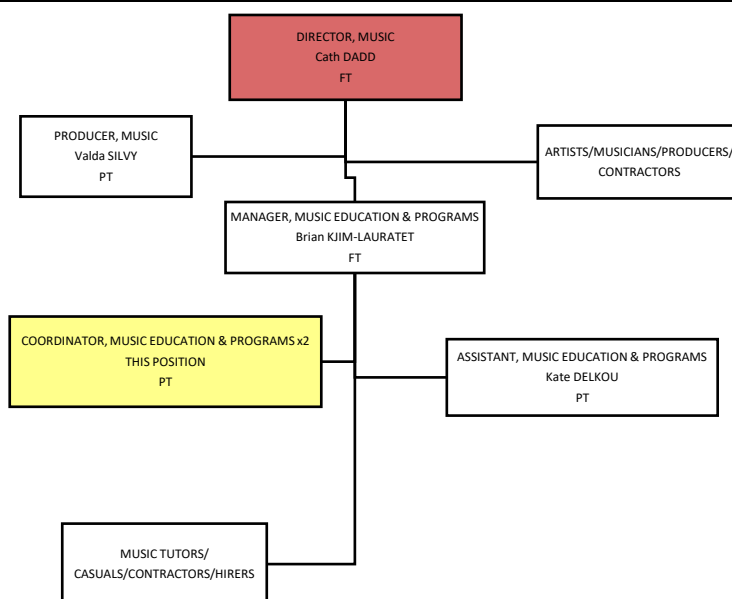 DIRECTOR, MUSIC
Cath DADD
FT
PRODUCER, MUSIC
Valda SILVY
PT
ARTISTS/MUSICIANS/PRODUCERS/
CONTRACTORS
MANAGER, MUSIC EDUCATION & PROGRAMS
Brian KJIM-LAURATET
FT
COORDINATOR, MUSIC EDUCATION & PROGRAMS x2
THIS POSITION
PT
ASSISTANT, MUSIC EDUCATION & PROGRAMS
Kate DELKOU
PT
MUSIC TUTORS/
CASUALS/CONTRACTORS/HIRERS